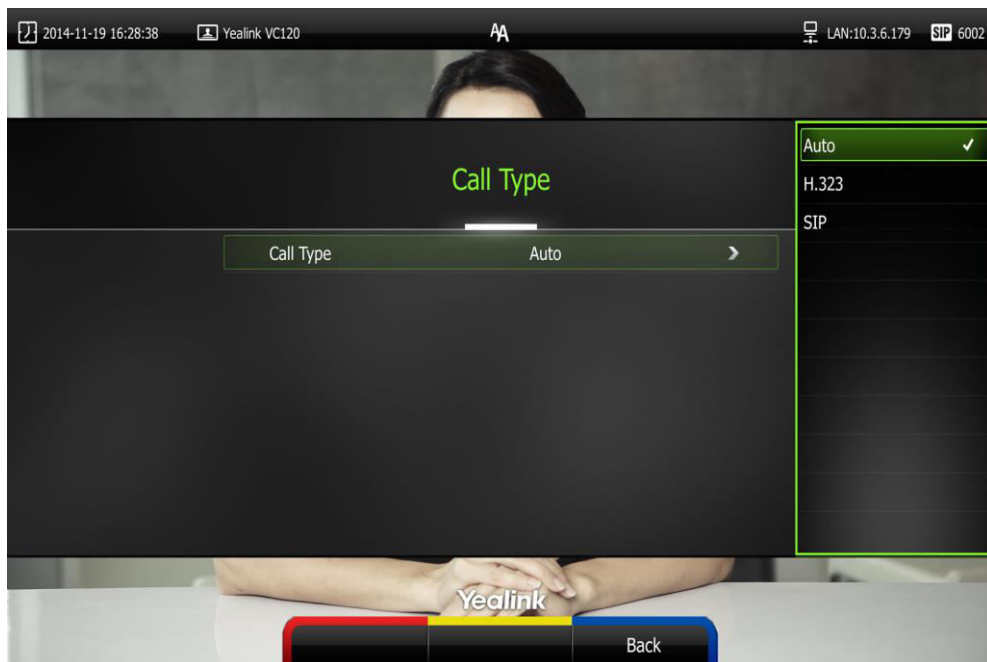 2014-11-19 16:28:38 Yealink VC120 AA LAN:10.3.6.179 SIP 6002
Call Type
Call Type Auto
Auto
H.323
SIP
Yealink
Back